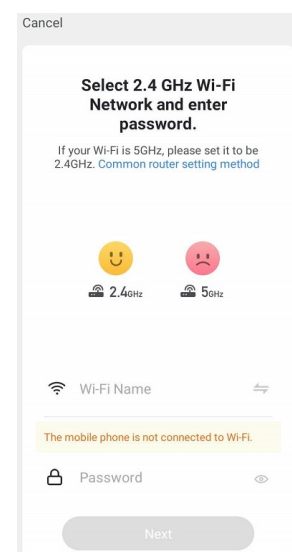 Cancel
Select 2.4 GHz Wi-Fi
Network and enter
password.
If your Wi-Fi is 5GHz, please set it to be
2.4GHz. Common router setting method
2.4GHz
5GHz
Wi-Fi Name
The mobile phone is not connected to Wi-Fi.
Password
Next